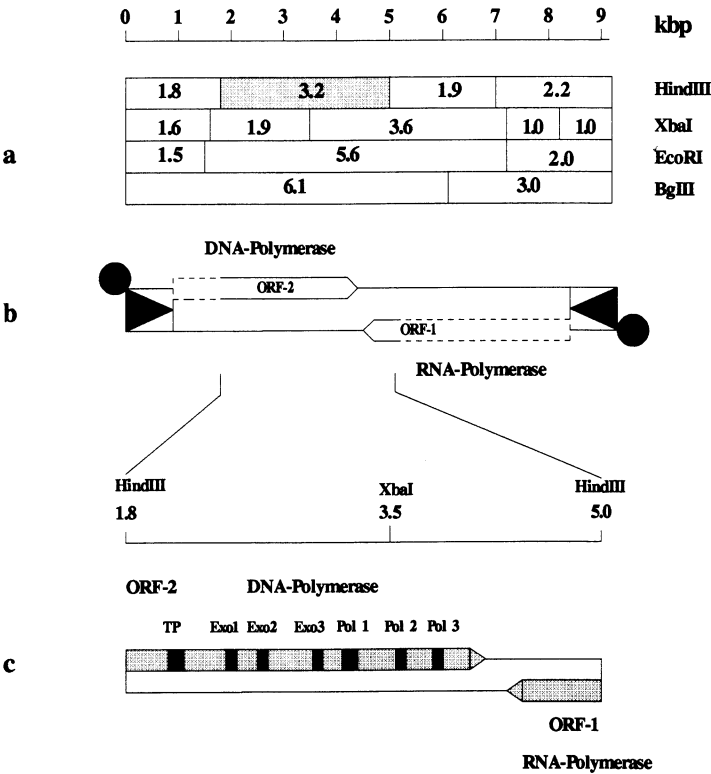 0 1 2 3 4 5 6 7 8 9 kbp
1.8 3.2 1.9 2.2 HindIII
1.6 1.9 3.6 1.0 1.0 XbaI
a
1.5 5.6 2.0 EcoRI
6.1 3.0 BglII
DNA-Polymerase
ORF-2
b
ORF-1
RNA-Polymerase
HindIII XbaI HindIII
1.8 3.5 5.0
ORF-2 DNA-Polymerase
TP Exo1 Exo2 Exo3 Pol 1 Pol 2 Pol 3
c
ORF-1
RNA-Polymerase